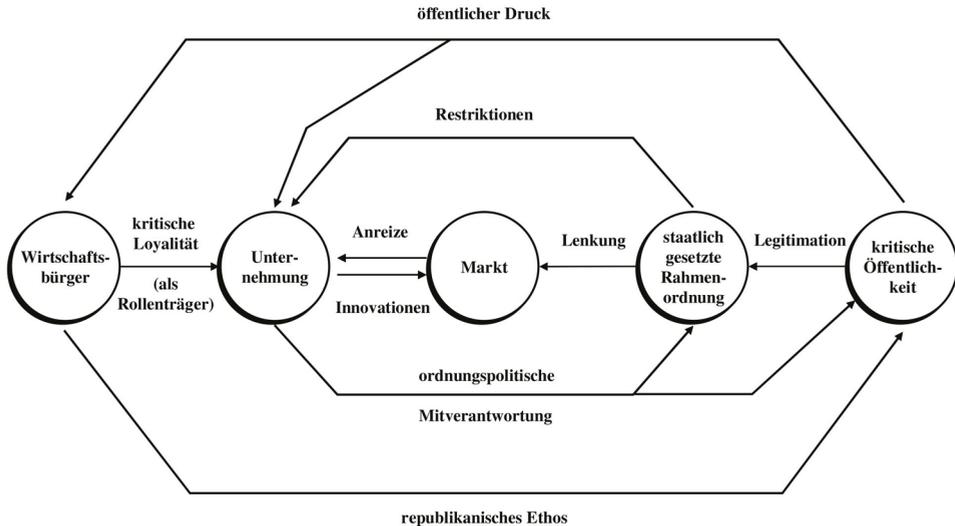 öffentlicher Druck
Restriktionen
Wirtschafts-
bürger
kritische
Loyalität
(als
Rollenträger)
Unter-
nehmung
Anreize
Innovationen
Markt
Lenkung
staatlich
gesetzte
Rahmen-
ordnung
Legitimation
kritische
Öffentlich-
keit
ordnungspolitische
Mitverantwortung
republikanisches Ethos